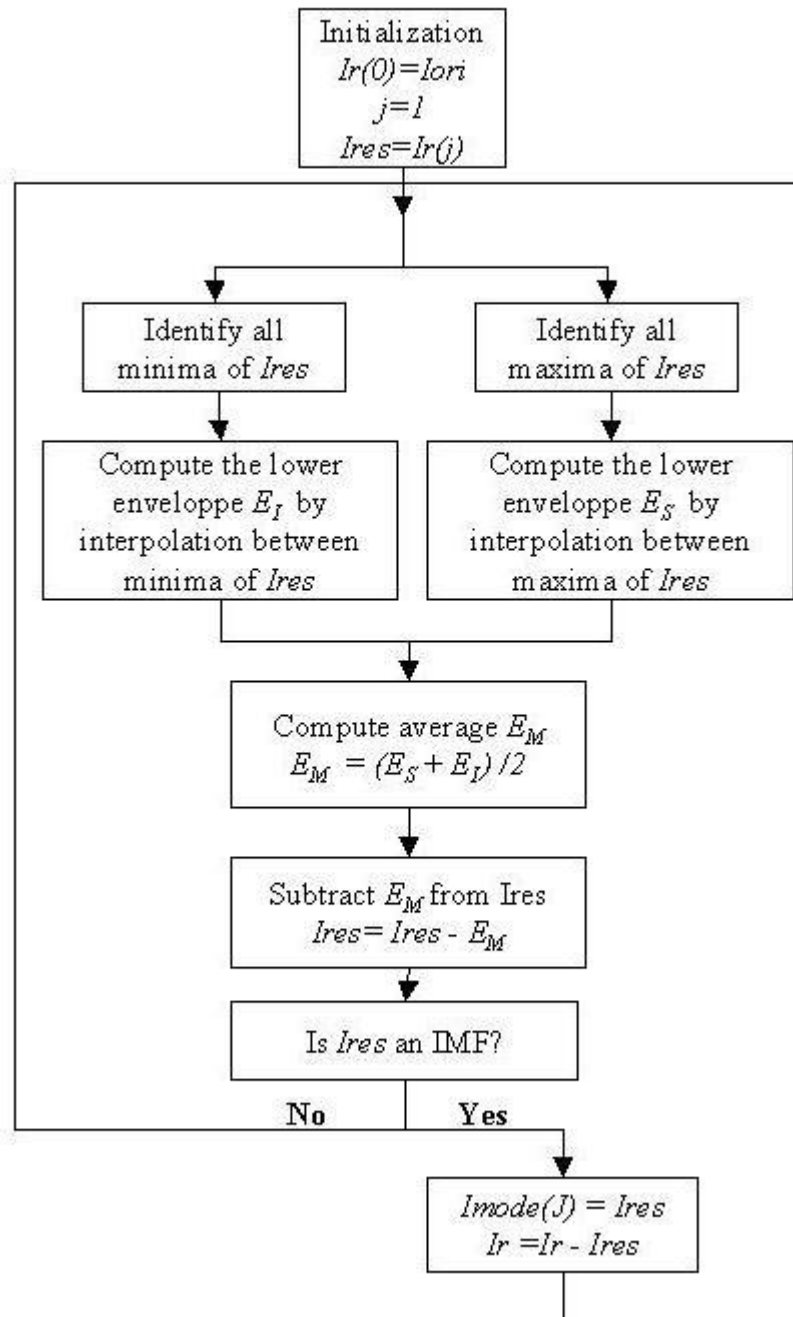 Initialization
Ir(0)=Iori
j=1
Ires=Ir(j)
Identify all
minima of Ires
Identify all
maxima of Ires
Compute the lower
enveloppe E_I by
interpolation between
minima of Ires
Compute the lower
enveloppe E_S by
interpolation between
maxima of Ires
Compute average E_M
E_M = (E_S + E_I) /2
Subtract E_M from Ires
Ires= Ires - E_M
Is Ires an IMF?
No
Yes
Imode(J) = Ires
Ir =Ir - Ires